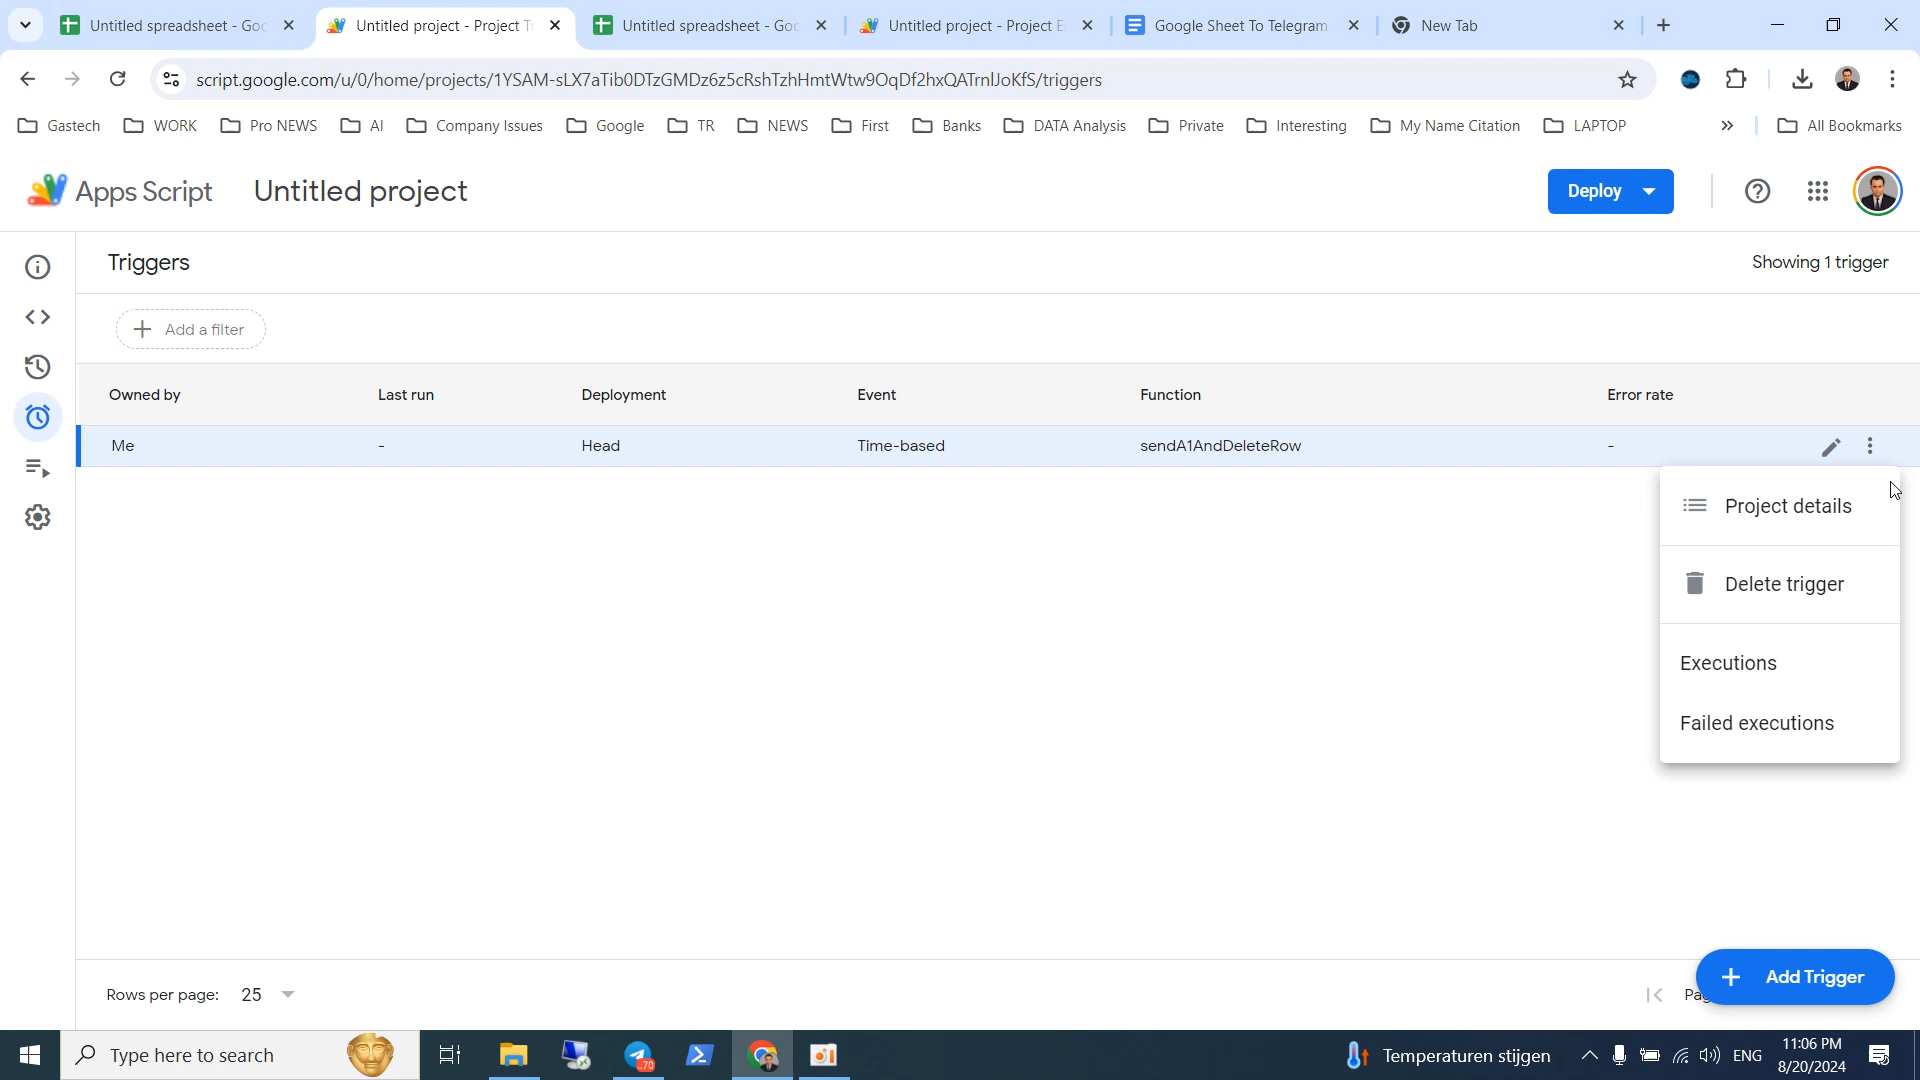 Untitled spreadsheet - Goo
Untitled project - Project Tr
Untitled spreadsheet - Goo
Untitled project - Project E
Google Sheet To Telegram
New Tab
script.google.com/u/0/home/projects/1YSAM-sLX7aTib0DTzGMDz6z5cRshTzhHmtWtw9OqDf2hxQATrnlJoKfS/triggers
Gastech
WORK
Pro NEWS
AI
Company Issues
Google
TR
NEWS
First
Banks
DATA Analysis
Private
Interesting
My Name Citation
LAPTOP
All Bookmarks
Apps Script
Untitled project
Deploy
Triggers
Showing 1 trigger
Add a filter
Owned by Last run Deployment Event Function Error rate
Me - Head Time-based sendA1AndDeleteRow -
Project details
Delete trigger
Executions
Failed executions
Add Trigger
Rows per page: 25
Type here to search
70
Temperaturen stijgen
ENG
11:06 PM
8/20/2024